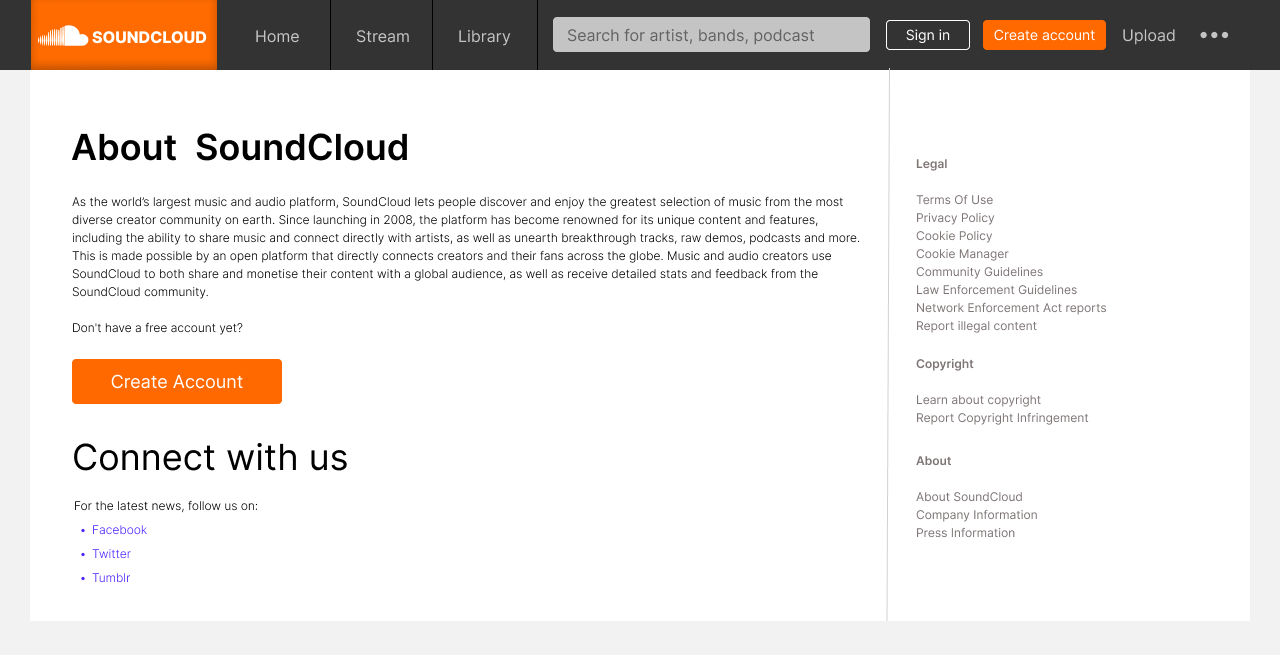 SOUNDCLOUD
Home
Stream
Library
Search for artist, bands, podcast
Sign in
Create account
Upload
About SoundCloud
As the world’s largest music and audio platform, SoundCloud lets people discover and enjoy the greatest selection of music from the most
diverse creator community on earth. Since launching in 2008, the platform has become renowned for its unique content and features,
including the ability to share music and connect directly with artists, as well as unearth breakthrough tracks, raw demos, podcasts and more.
This is made possible by an open platform that directly connects creators and their fans across the globe. Music and audio creators use
SoundCloud to both share and monetise their content with a global audience, as well as receive detailed stats and feedback from the
SoundCloud community.
Don't have a free account yet?
Create Account
Connect with us
For the latest news, follow us on:
• Facebook
• Twitter
• Tumblr
Legal
Terms Of Use
Privacy Policy
Cookie Policy
Cookie Manager
Community Guidelines
Law Enforcement Guidelines
Network Enforcement Act reports
Report illegal content
Copyright
Learn about copyright
Report Copyright Infringement
About
About SoundCloud
Company Information
Press Information